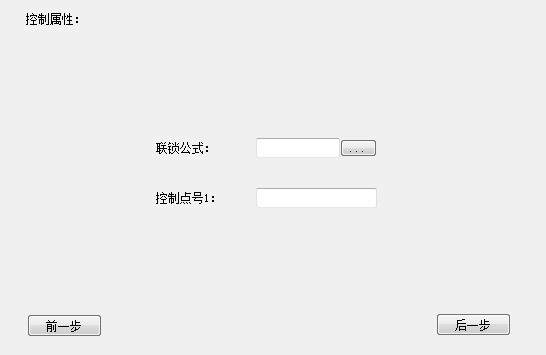 控制属性：
联锁公式：
...
控制点号1：
前一步
后一步